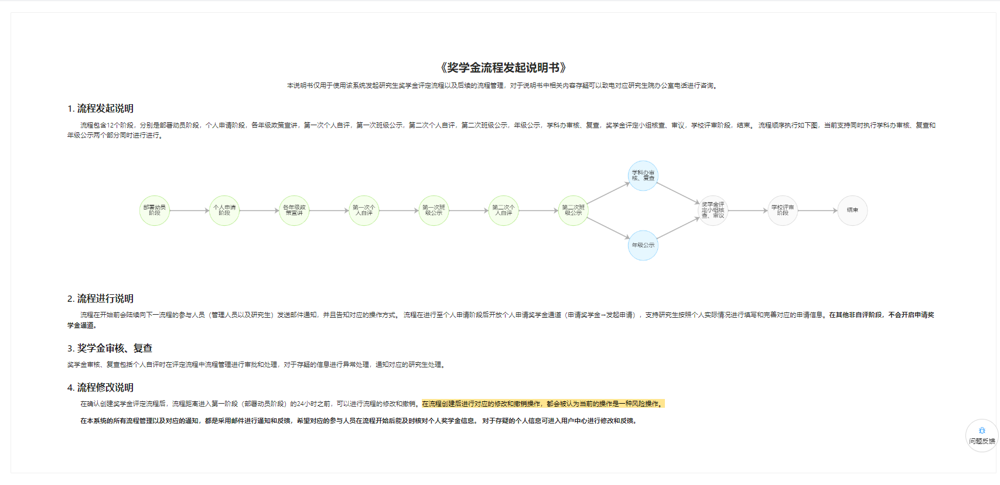 《奖学金流程发起说明书》
本说明书仅用于使用该系统发起研究生奖学金评定流程以及后续的流程管理，对于说明书中相关内容存疑可以致电对应研究生院办公室电话进行咨询。
1. 流程发起说明
流程包含12个阶段，分别是部署动员阶段，个人申请阶段，各年级政策宣讲，第一次个人自评，第一次班级公示，第二次个人自评，第二次班级公示，年级公示，学科办审核、复查，奖学金评定小组核查、审议，学校评审阶段，结束。 流程顺序执行如下图，当前支持同时执行学科办审核、复查和
年级公示两个部分同时进行进行。
部署动员
阶段
个人申请
阶段
各年级政
策宣讲
第一次个
人自评
第一次班
级公示
第二次个
人自评
第二次班
级公示
学科办审
核、复查
年级公示
奖学金评
定小组核
查、审议
学校评审
阶段
结束
2. 流程进行说明
流程在开始前会陆续向下一流程的参与人员（管理人员以及研究生）发送邮件通知，并且告知对应的操作方式。 流程在进行至个人申请阶段后开放个人申请奖学金通道（申请奖学金→发起申请），支持研究生按照个人实际情况进行填写和完善对应的申请信息。在其他非自评阶段，不会开启申请奖
学金通道。
3. 奖学金审核、复查
奖学金审核、复查包括个人自评时在评定流程中流程管理进行审批和处理，对于存疑的信息进行异常处理，通知对应的研究生处理。
4. 流程修改说明
在确认创建奖学金评定流程后，流程距离进入第一阶段（部署动员阶段）的24小时之前，可以进行流程的修改和撤销。在流程创建后进行对应的修改和撤销操作，都会被认为当前的操作是一种风险操作。
在本系统的所有流程管理以及对应的通知，都是采用邮件进行通知和反馈，希望对应的参与人员在流程开始后能及时核对个人奖学金信息。 对于存疑的个人信息可进入用户中心进行修改和反馈。
问题反馈